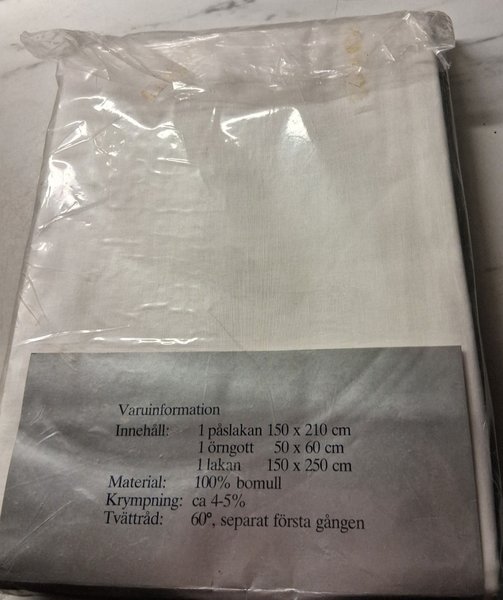 Varuinformation
Innehåll: 1 påslakan 150 x 210 cm
1 örngott 50 x 60 cm
1 lakan 150 x 250 cm
Material: 100% bomull
Krympning: ca 4-5%
Tvättråd: 60°, separat första gången